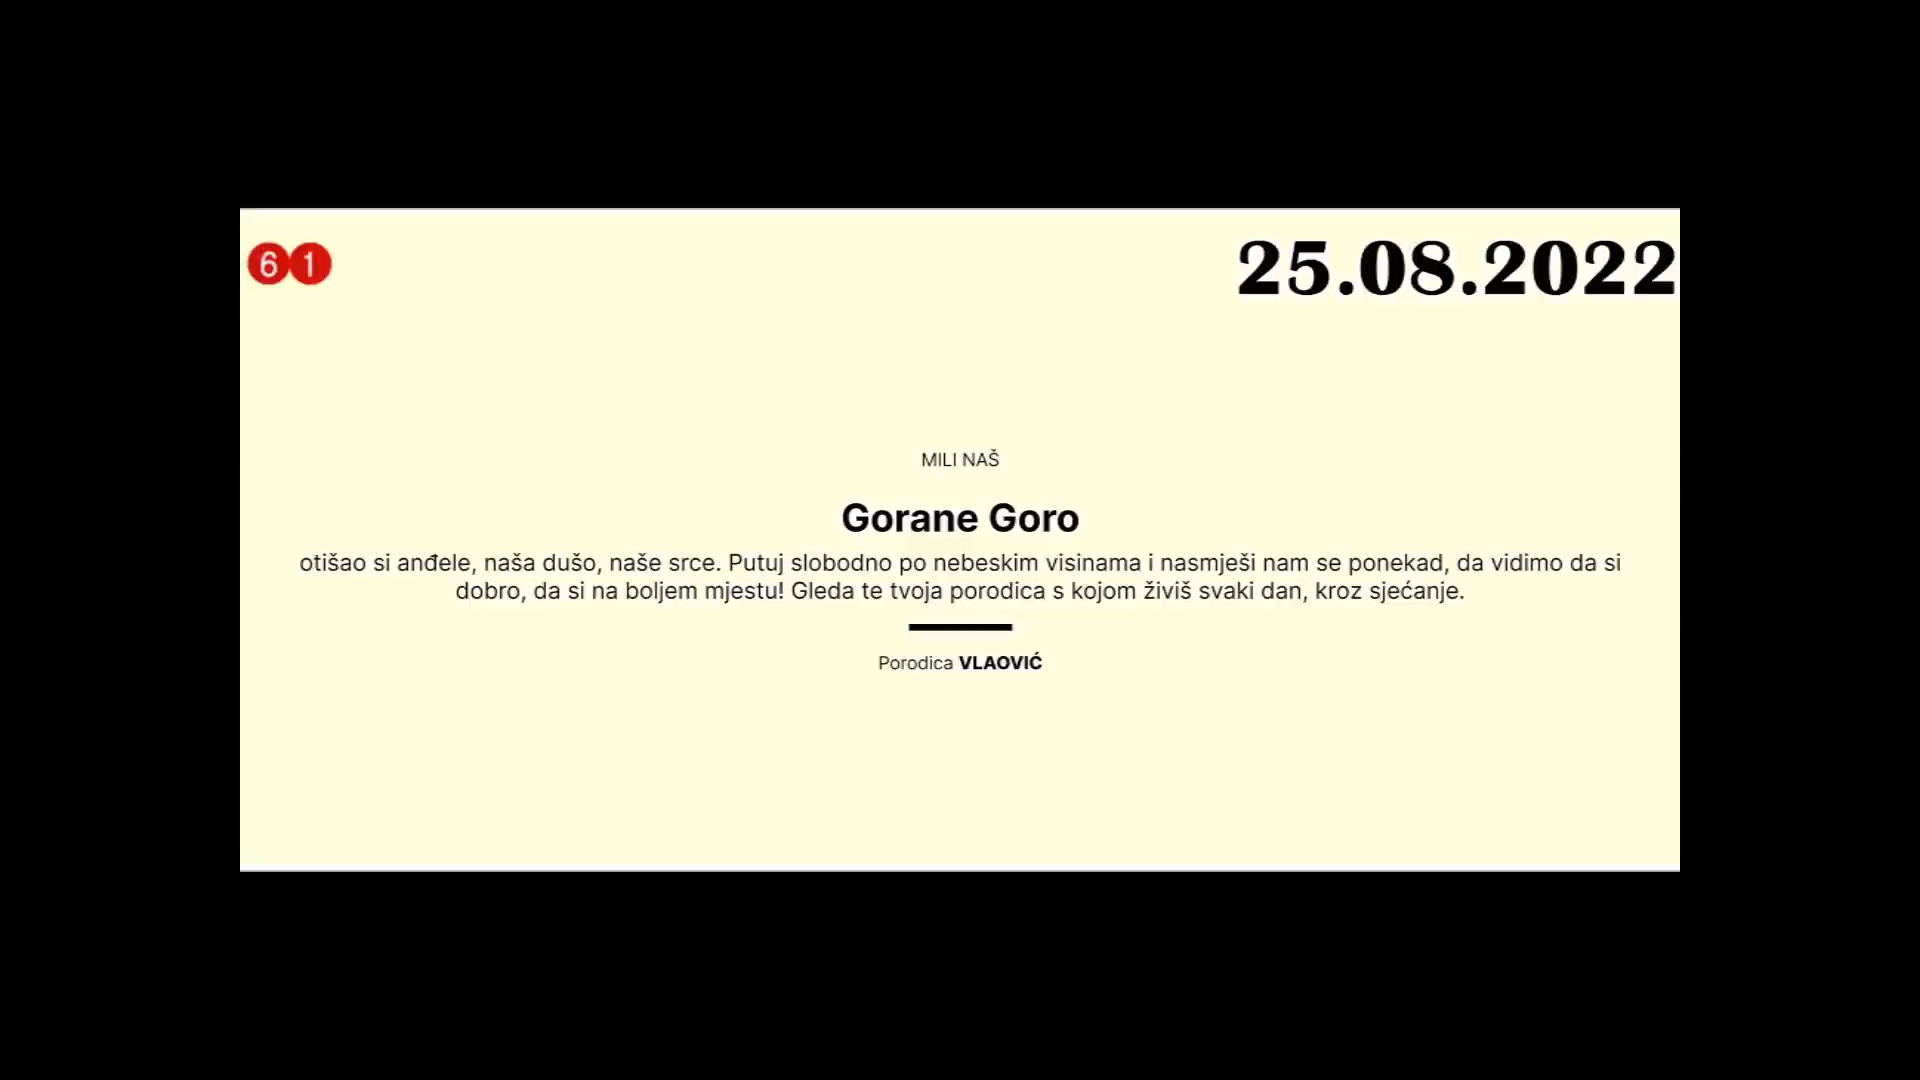 61
25.08.2022
MILI NAŠ
Gorane Goro
otišao si anđele, naša dušo, naše srce. Putuj slobodno po nebeskim visinama i nasmješi nam se ponekad, da vidimo da si
dobro, da si na boljem mjestu! Gleda te tvoja porodica s kojom živiš svaki dan, kroz sjećanje.
Porodica VLAOVIĆ